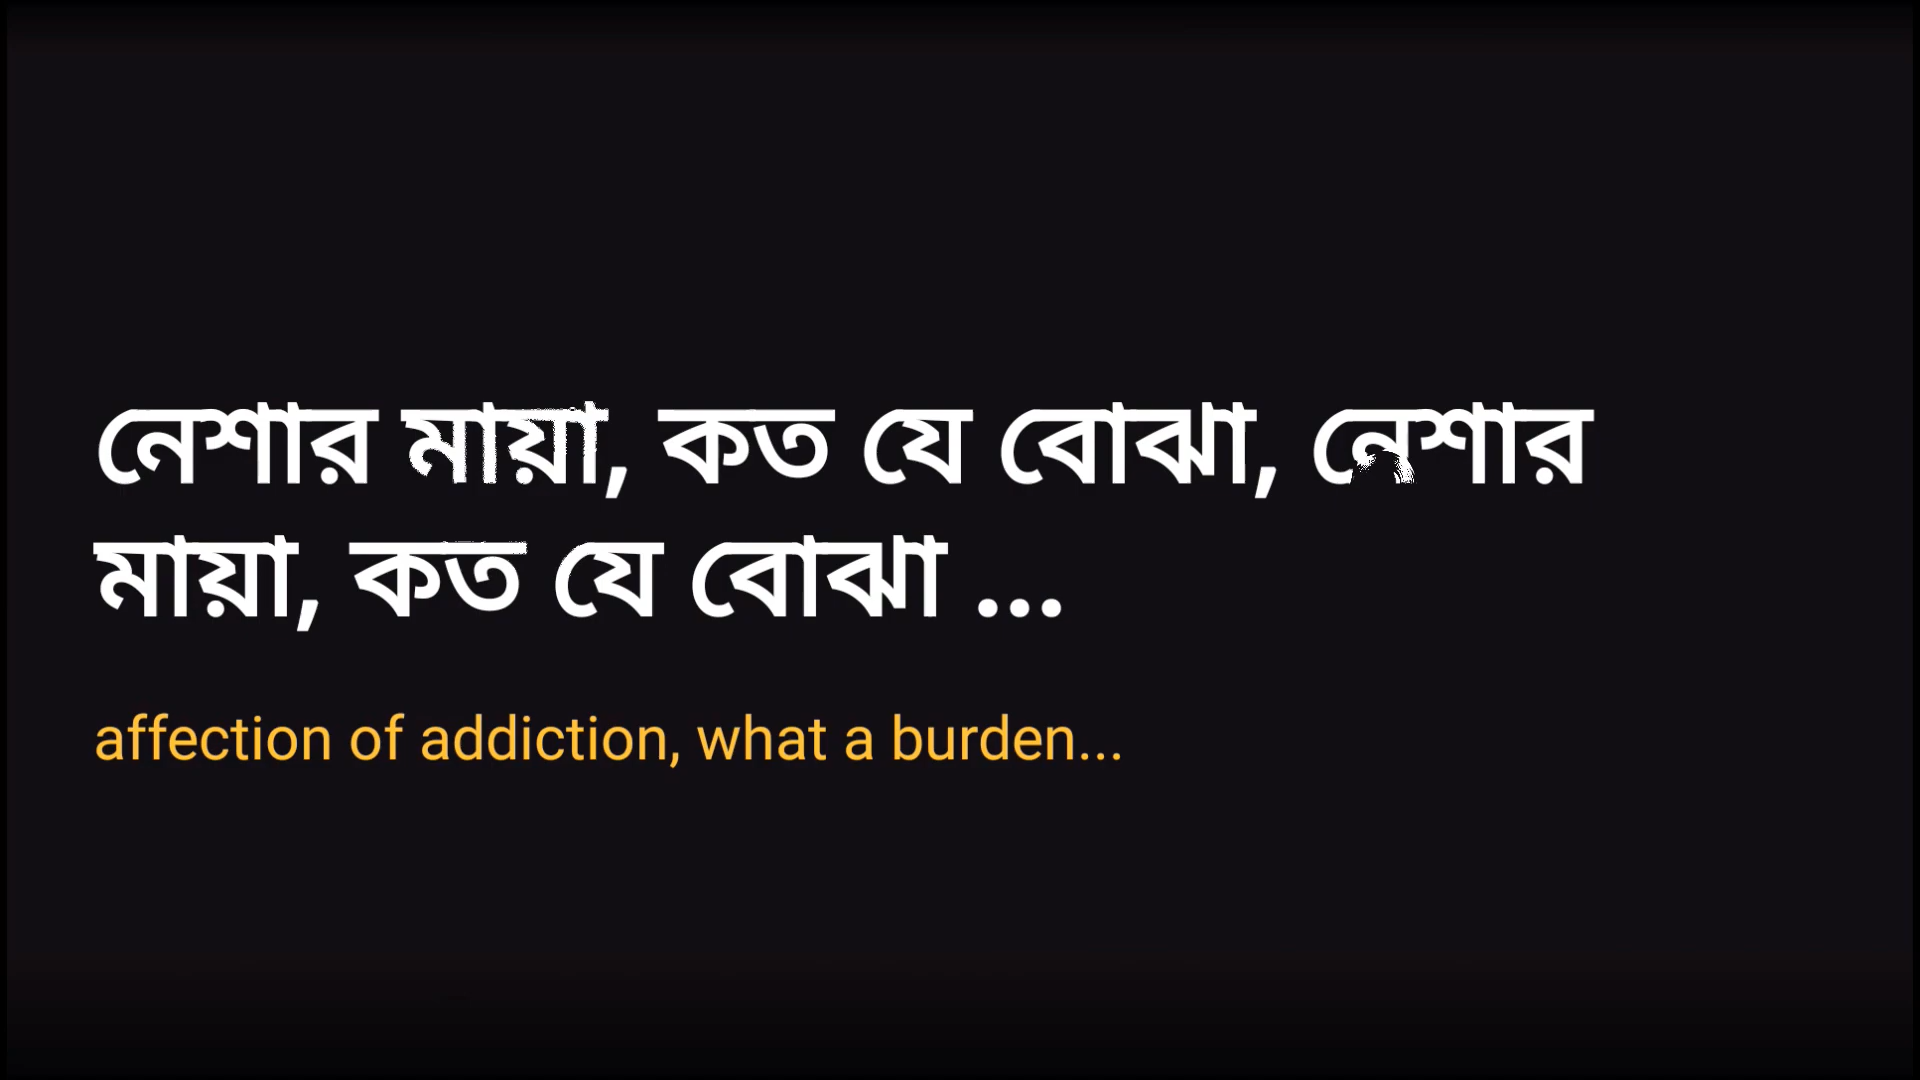 নেশার মায়া, কত যে বোঝা, নেশার
মায়া, কত যে বোঝা ...
affection of addiction, what a burden...